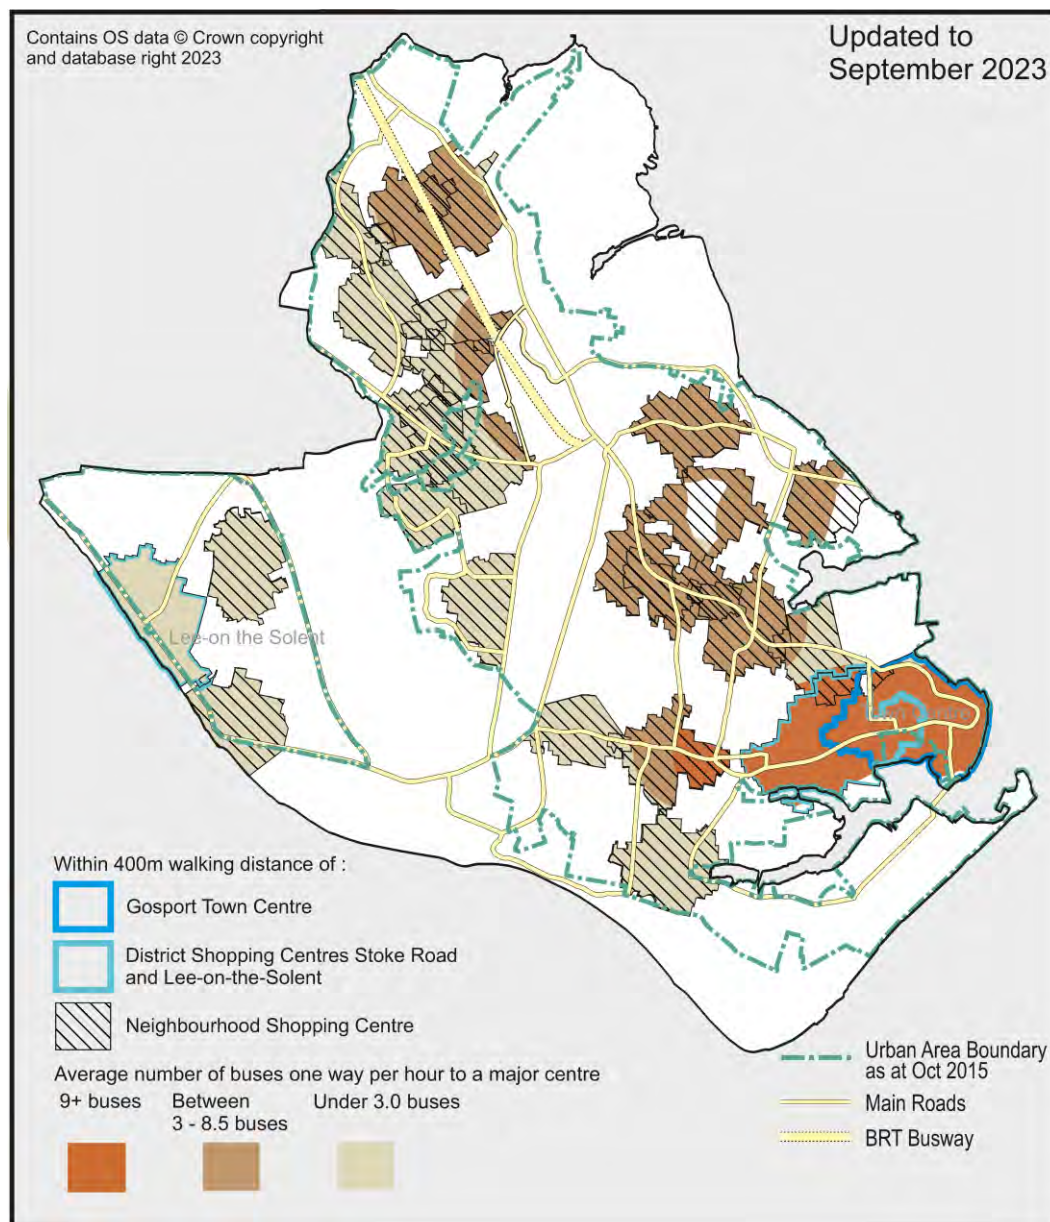 Contains OS data © Crown copyright
and database right 2023
Updated to
September 2023
Lee-on the Solent
Within 400m walking distance of :
Gosport Town Centre
District Shopping Centres Stoke Road
and Lee-on-the-Solent
Neighbourhood Shopping Centre
Average number of buses one way per hour to a major centre
9+ buses
Between
3 - 8.5 buses
Under 3.0 buses
Urban Area Boundary
as at Oct 2015
Main Roads
BRT Busway